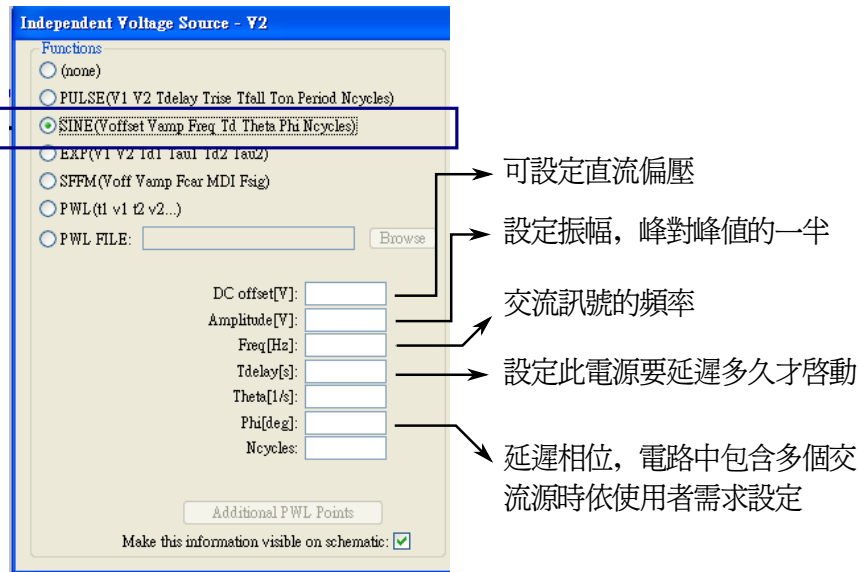 Independent Voltage Source - V2
Functions
(none)
PULSE(V1 V2 Tdelay Trise Tfall Ton Period Ncycles)
SINE(Voffset Vamp Freq Td Theta Phi Ncycles)
EXP(V1 V2 Td1 Tau1 Td2 Tau2)
SFFM(Voff Vamp Fcar MDI Fsig)
PWL(t1 v1 t2 v2...)
PWL FILE:
Browse
DC offset[V]:
Amplitude[V]:
Freq[Hz]:
Tdelay[s]:
Theta[1/s]:
Phi[deg]:
Ncycles:
Additional PWL Points
Make this information visible on schematic:
可設定直流偏壓
設定振幅，峰對峰值的一半
交流訊號的頻率
設定此電源要延遲多久才啓動
延遲相位，電路中包含多個交
流源時依使用者需求設定